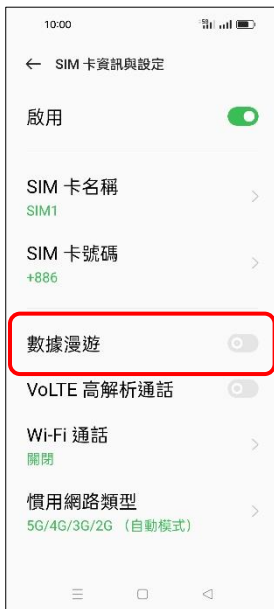 10:00
← SIM 卡資訊與設定
啟用
SIM 卡名稱
SIM1
SIM 卡號碼
+886
數據漫遊
VoLTE 高解析通話
Wi-Fi 通話
關閉
慣用網路類型
5G/4G/3G/2G （自動模式）